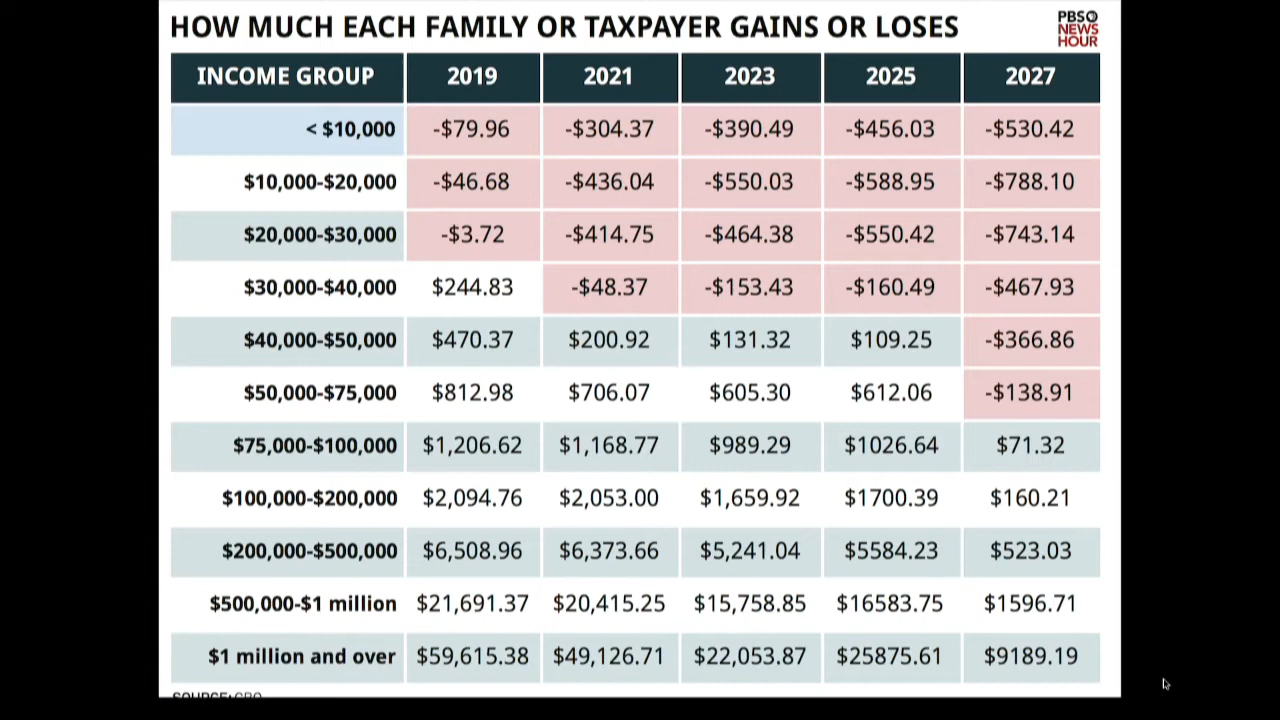 HOW MUCH EACH FAMILY OR TAXPAYER GAINS OR LOSES
PBS
NEWS
HOUR
INCOME GROUP 2019 2021 2023 2025 2027
< $10,000 -$79.96 -$304.37 -$390.49 -$456.03 -$530.42
$10,000-$20,000 -$46.68 -$436.04 -$550.03 -$588.95 -$788.10
$20,000-$30,000 -$3.72 -$414.75 -$464.38 -$550.42 -$743.14
$30,000-$40,000 $244.83 -$48.37 -$153.43 -$160.49 -$467.93
$40,000-$50,000 $470.37 $200.92 $131.32 $109.25 -$366.86
$50,000-$75,000 $812.98 $706.07 $605.30 $612.06 -$138.91
$75,000-$100,000 $1,206.62 $1,168.77 $989.29 $1026.64 $71.32
$100,000-$200,000 $2,094.76 $2,053.00 $1,659.92 $1700.39 $160.21
$200,000-$500,000 $6,508.96 $6,373.66 $5,241.04 $5584.23 $523.03
$500,000-$1 million $21,691.37 $20,415.25 $15,758.85 $16583.75 $1596.71
$1 million and over $59,615.38 $49,126.71 $22,053.87 $25875.61 $9189.19
SOURCE: CBO